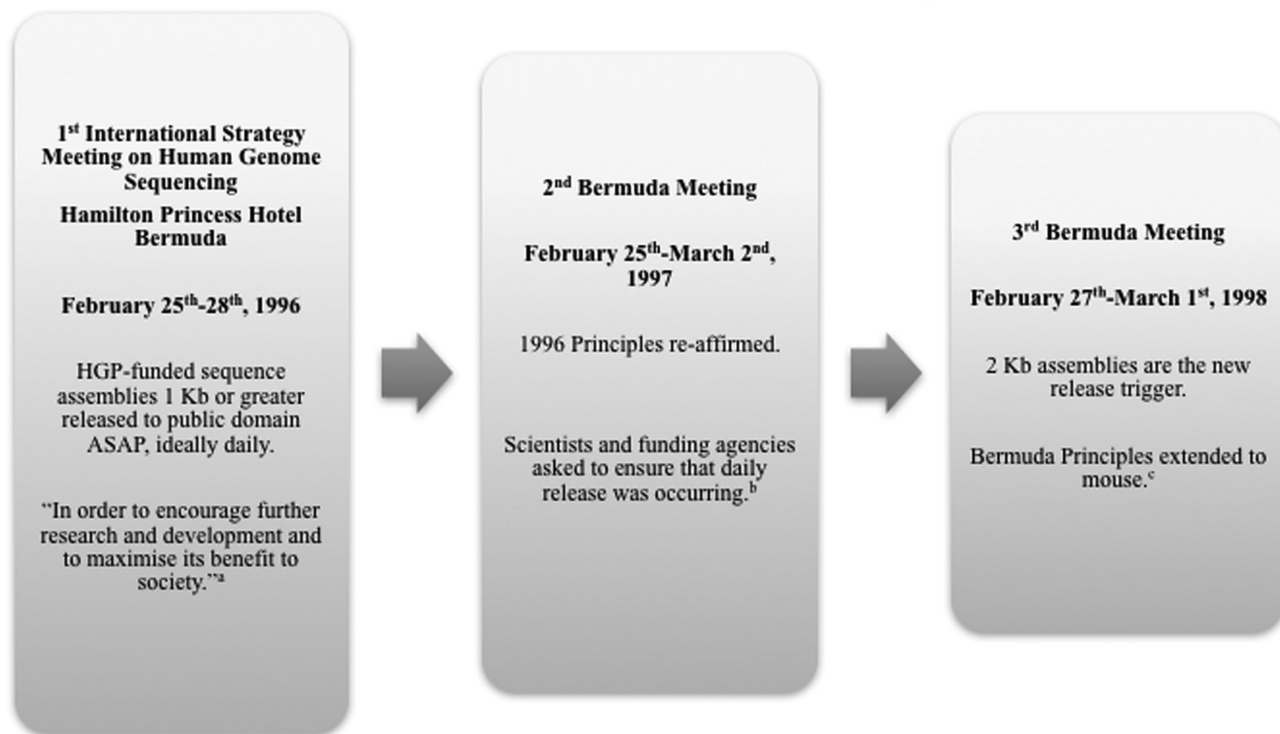 1st International Strategy
Meeting on Human Genome
Sequencing
Hamilton Princess Hotel
Bermuda
February 25th-28th, 1996
HGP-funded sequence
assemblies 1 Kb or greater
released to public domain
ASAP, ideally daily.
“In order to encourage further
research and development and
to maximise its benefit to
society.”a
2nd Bermuda Meeting
February 25th-March 2nd,
1997
1996 Principles re-affirmed.
Scientists and funding agencies
asked to ensure that daily
release was occurring.b
3rd Bermuda Meeting
February 27th-March 1st, 1998
2 Kb assemblies are the new
release trigger.
Bermuda Principles extended to
mouse.c